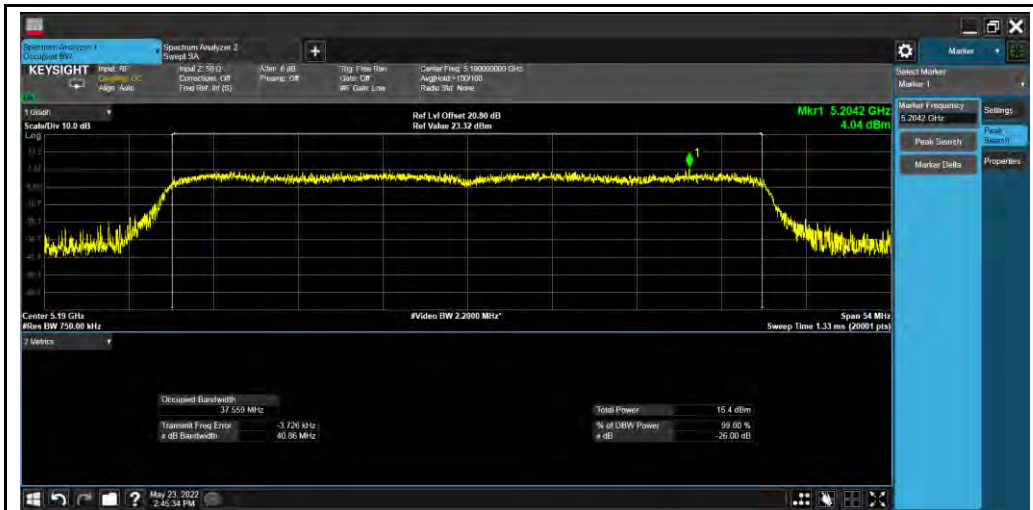 Spectrum Analyzer 1
Occupied BW
Spectrum Analyzer 2
Swept SA
+
Marker
KEYSIGHT
Input: RF
Coupling: DC
Align: Auto
Input Z: 50 Ω
Corrections: Off
Freq Ref: Int (S)
Atten: 6 dB
Preamp: Off
Trig: Free Run
Gate: Off
#IF Gain: Low
Center Freq: 5.190000000 GHz
Avg|Hold:>100/100
Radio Std: None
Select Marker
Marker 1
Marker Frequency
5.2042 GHz
Settings
Peak Search
Peak
Search
Marker Delta
Properties
1 Graph
Scale/Div 10.0 dB
Log
Ref Lvl Offset 20.80 dB
Ref Value 23.32 dBm
Mkr1 5.2042 GHz
4.04 dBm
1
Center 5.19 GHz
#Res BW 750.00 kHz
#Video BW 2.2000 MHz*
Span 54 MHz
Sweep Time 1.33 ms (20001 pts)
2 Metrics
Occupied Bandwidth
37.559 MHz
Total Power 15.4 dBm
Transmit Freq Error -3.726 kHz
% of OBW Power 99.00 %
x dB Bandwidth 40.86 MHz
x dB -26.00 dB
?
May 23, 2022
2:45:34 PM